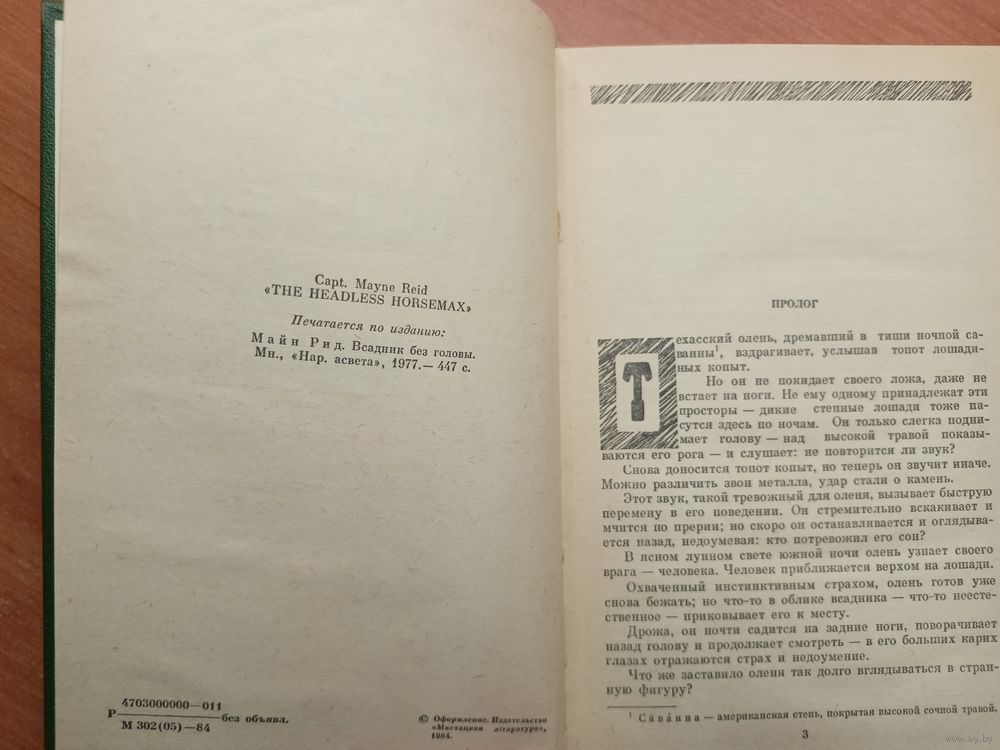 Capt. Mayne Reid
«THE HEADLESS HORSEMAX»
Печатается по изданию:
Майн Рид. Всадник без головы.
Мн., «Нар. асвета», 1977.— 447 с.
4703000000—011
Р——————без объявл.
М 302(05)—84
© Оформление. Издательство
«Мастацкая літаратура»,
1984.
ПРОЛОГ
Техасский олень, дремавший в тиши ночной са-
ванны¹, вздрагивает, услышав топот лошади-
ных копыт.
Но он не покидает своего ложа, даже не
встает на ноги. Не ему одному принадлежат эти
просторы — дикие степные лошади тоже па-
сутся здесь по ночам. Он только слегка подни-
мает голову — над высокой травой показы-
ваются его рога — и слушает: не повторится ли звук?
Снова доносится топот копыт, но теперь он звучит иначе.
Можно различить звон металла, удар стали о камень.
Этот звук, такой тревожный для оленя, вызывает быструю
перемену в его поведении. Он стремительно вскакивает и
мчится по прерии; но скоро он останавливается и оглядыва-
ется назад, недоумевая: кто потревожил его сон?
В ясном лунном свете южной ночи олень узнает своего
врага — человека. Человек приближается верхом на лошади.
Охваченный инстинктивным страхом, олень готов уже
снова бежать; но что-то в облике всадника — что-то неесте-
ственное — приковывает его к месту.
Дрожа, он почти садится на задние ноги, поворачивает
назад голову и продолжает смотреть — в его больших карих
глазах отражаются страх и недоумение.
Что же заставило оленя так долго вглядываться в стран-
ную фигуру?
¹ Сава́нна — американская степь, покрытая высокой сочной травой.
3
www.ay.by